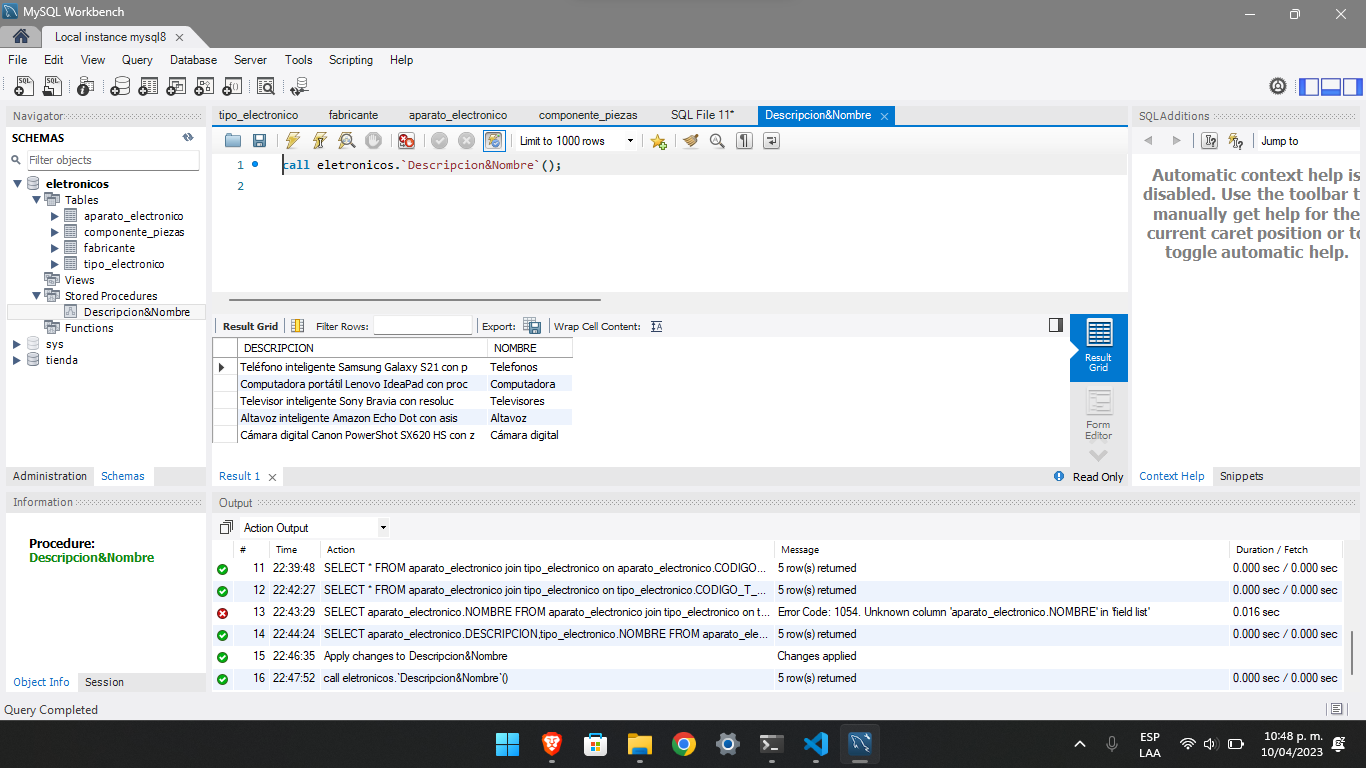 MySQL Workbench
Local instance mysql8
File Edit View Query Database Server Tools Scripting Help
Navigator
SCHEMAS
Filter objects
eletronicos
Tables
aparato_electronico
componente_piezas
fabricante
tipo_electronico
Views
Stored Procedures
Descripcion&Nombre
Functions
sys
tienda
Administration Schemas
Information
Procedure:
Descripcion&Nombre
Object Info Session
tipo_electronico fabricante aparato_electronico componente_piezas SQL File 11* Descripcion&Nombre
Limit to 1000 rows
1 call eletronicos.`Descripcion&Nombre`();
2
Result Grid Filter Rows: Export: Wrap Cell Content:
DESCRIPCION NOMBRE
Teléfono inteligente Samsung Galaxy S21 con p Telefonos
Computadora portátil Lenovo IdeaPad con proc Computadora
Televisor inteligente Sony Bravia con resoluc Televisores
Altavoz inteligente Amazon Echo Dot con asis Altavoz
Cámara digital Canon PowerShot SX620 HS con z Cámara digital
Result
Grid
Form
Editor
Result 1
Read Only
SQLAdditions
Jump to
Automatic context help is
disabled. Use the toolbar t
manually get help for the
current caret position or to
toggle automatic help.
Context Help Snippets
Output
Action Output
# Time Action Message Duration / Fetch
11 22:39:48 SELECT * FROM aparato_electronico join tipo_electronico on aparato_electronico.CODIGO... 5 row(s) returned 0.000 sec / 0.000 sec
12 22:42:27 SELECT * FROM aparato_electronico join tipo_electronico on tipo_electronico.CODIGO_T_... 5 row(s) returned 0.000 sec / 0.000 sec
13 22:43:29 SELECT aparato_electronico.NOMBRE FROM aparato_electronico join tipo_electronico on t... Error Code: 1054. Unknown column 'aparato_electronico.NOMBRE' in 'field list' 0.016 sec
14 22:44:24 SELECT aparato_electronico.DESCRIPCION,tipo_electronico.NOMBRE FROM aparato_ele... 5 row(s) returned 0.000 sec / 0.000 sec
15 22:46:35 Apply changes to Descripcion&Nombre Changes applied
16 22:47:52 call eletronicos.`Descripcion&Nombre`() 5 row(s) returned 0.000 sec / 0.000 sec
Query Completed
ESP
LAA
10:48 p. m.
10/04/2023